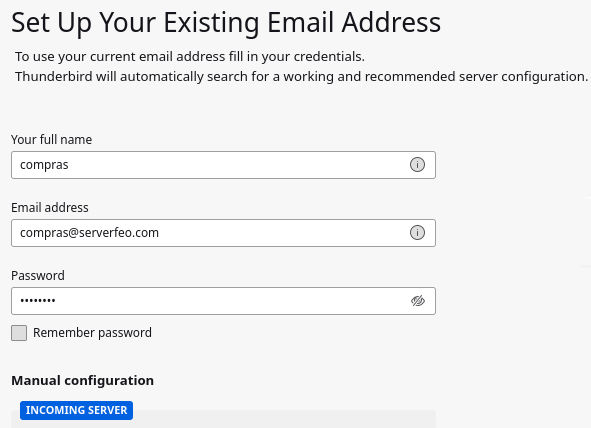 Set Up Your Existing Email Address
To use your current email address fill in your credentials.
Thunderbird will automatically search for a working and recommended server configuration.
Your full name
compras
Email address
compras@serverfeo.com
Password
••••••••
Remember password
Manual configuration
INCOMING SERVER